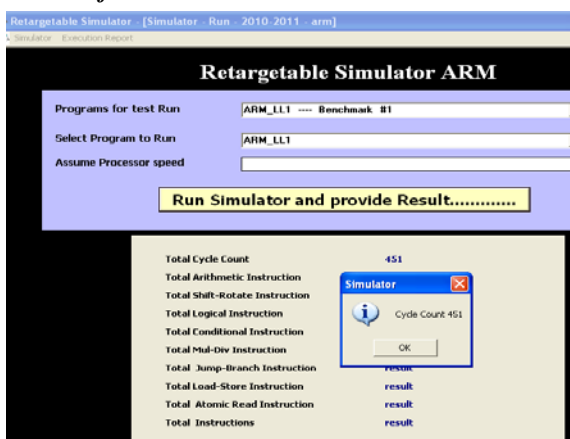 Retargetable Simulator - [Simulator - Run - 2010-2011 - arm]
Simulator Execution Report
Retargetable Simulator ARM
Programs for test Run ARM_LL1 ---- Benchmark #1
Select Program to Run ARM_LL1
Assume Processor speed
Run Simulator and provide Result.............
Total Cycle Count 451
Total Arithmetic Instruction
Simulator
Total Shift-Rotate Instruction
Total Logical Instruction
Cycle Count 451
Total Conditional Instruction
Total Mul-Div Instruction
OK
Total Jump-Branch Instruction result
Total Load-Store Instruction result
Total Atomic Read Instruction result
Total Instructions result